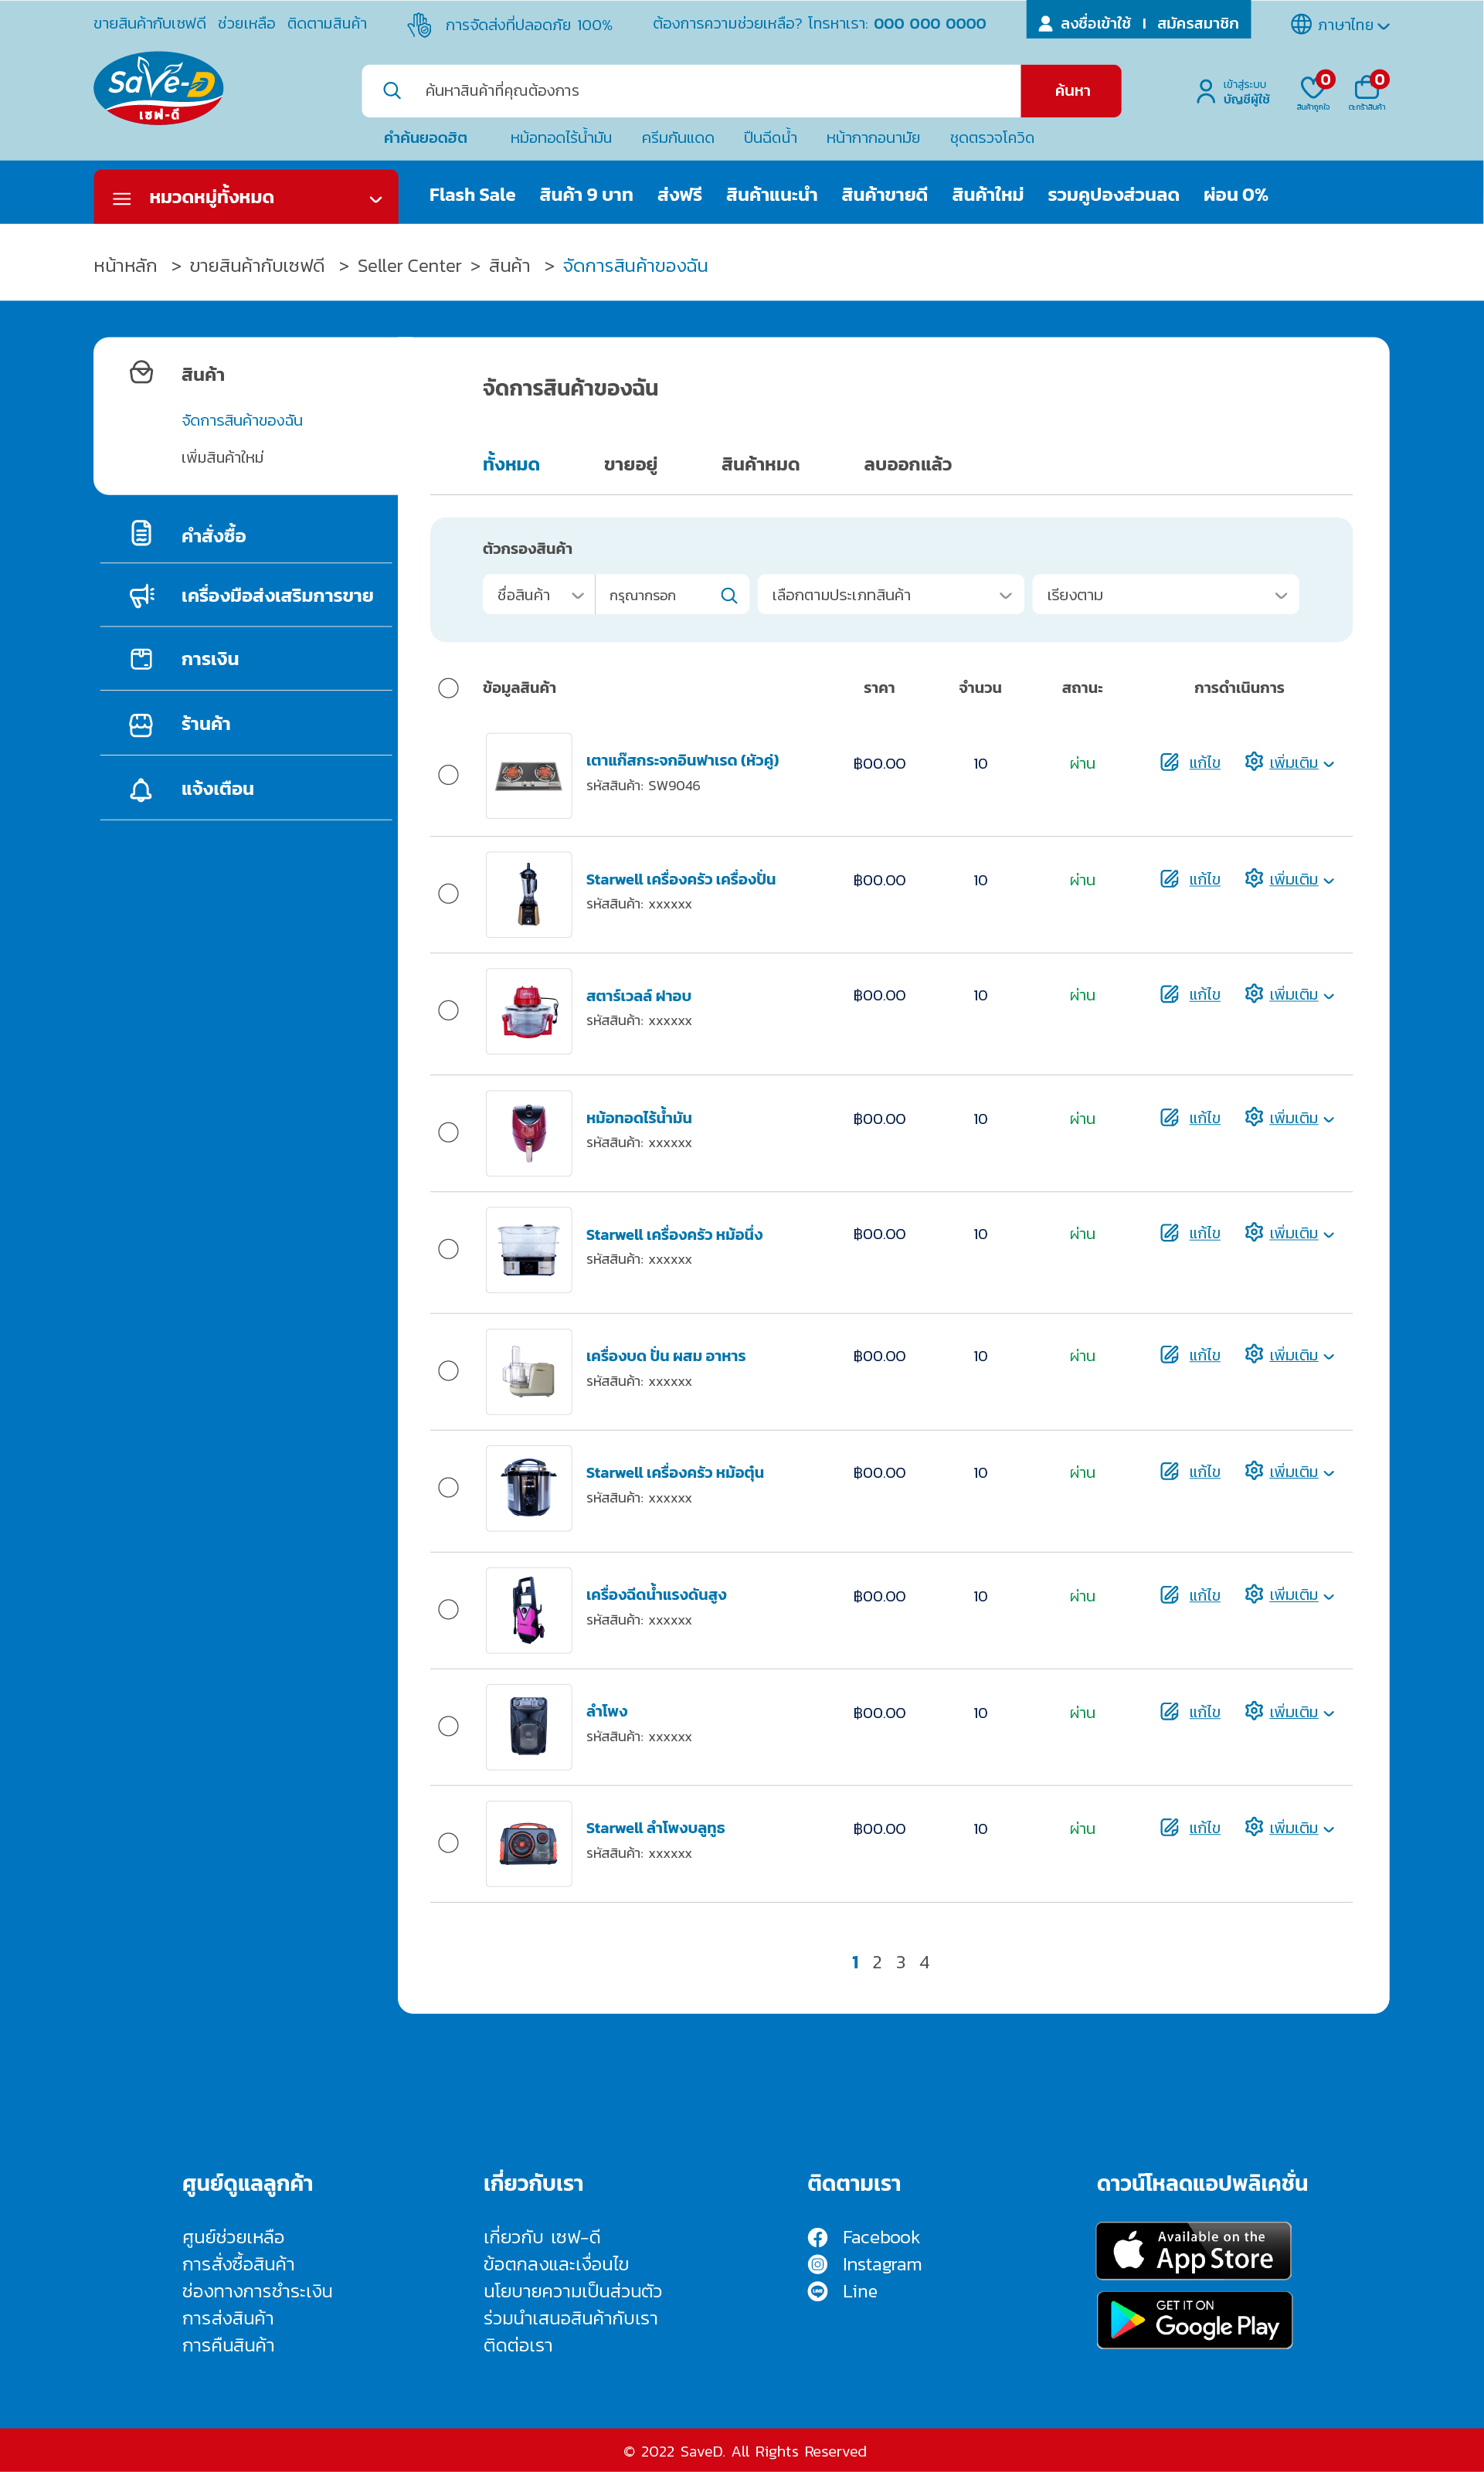 ขายสินค้ากับเซฟดี ช่วยเหลือ ติดตามสินค้า การจัดส่งที่ปลอดภัย 100% ต้องการความช่วยเหลือ? โทรหาเรา: 000 000 0000 ลงชื่อเข้าใช้ I สมัครสมาชิก ภาษาไทย
SaVe-D
เซฟ-ดี
ค้นหาสินค้าที่คุณต้องการ ค้นหา
เข้าสู่ระบบ
บัญชีผู้ใช้
0 0
สินค้าถูกใจ ตะกร้าสินค้า
คำค้นยอดฮิต หม้อทอดไร้น้ำมัน ครีมกันแดด ปืนฉีดน้ำ หน้ากากอนามัย ชุดตรวจโควิด
หมวดหมู่ทั้งหมด Flash Sale สินค้า 9 บาท ส่งฟรี สินค้าแนะนำ สินค้าขายดี สินค้าใหม่ รวมคูปองส่วนลด ผ่อน 0%
หน้าหลัก > ขายสินค้ากับเซฟดี > Seller Center > สินค้า > จัดการสินค้าของฉัน
สินค้า
จัดการสินค้าของฉัน
เพิ่มสินค้าใหม่
คำสั่งซื้อ
เครื่องมือส่งเสริมการขาย
การเงิน
ร้านค้า
แจ้งเตือน
จัดการสินค้าของฉัน
ทั้งหมด ขายอยู่ สินค้าหมด ลบออกแล้ว
ตัวกรองสินค้า
ชื่อสินค้า กรุณากรอก เลือกตามประเภทสินค้า เรียงตาม
ข้อมูลสินค้า ราคา จำนวน สถานะ การดำเนินการ
เตาแก๊สกระจกอินฟาเรด (หัวคู่) ฿00.00 10 ผ่าน แก้ไข เพิ่มเติม
รหัสสินค้า: SW9046
Starwell เครื่องครัว เครื่องปั่น ฿00.00 10 ผ่าน แก้ไข เพิ่มเติม
รหัสสินค้า: xxxxxx
สตาร์เวลล์ ฝาอบ ฿00.00 10 ผ่าน แก้ไข เพิ่มเติม
รหัสสินค้า: xxxxxx
หม้อทอดไร้น้ำมัน ฿00.00 10 ผ่าน แก้ไข เพิ่มเติม
รหัสสินค้า: xxxxxx
Starwell เครื่องครัว หม้อนึ่ง ฿00.00 10 ผ่าน แก้ไข เพิ่มเติม
รหัสสินค้า: xxxxxx
เครื่องบด ปั่น ผสม อาหาร ฿00.00 10 ผ่าน แก้ไข เพิ่มเติม
รหัสสินค้า: xxxxxx
Starwell เครื่องครัว หม้อตุ๋น ฿00.00 10 ผ่าน แก้ไข เพิ่มเติม
รหัสสินค้า: xxxxxx
เครื่องฉีดน้ำแรงดันสูง ฿00.00 10 ผ่าน แก้ไข เพิ่มเติม
รหัสสินค้า: xxxxxx
ลำโพง ฿00.00 10 ผ่าน แก้ไข เพิ่มเติม
รหัสสินค้า: xxxxxx
Starwell ลำโพงบลูทูธ ฿00.00 10 ผ่าน แก้ไข เพิ่มเติม
รหัสสินค้า: xxxxxx
1 2 3 4
ศูนย์ดูแลลูกค้า
ศูนย์ช่วยเหลือ
การสั่งซื้อสินค้า
ช่องทางการชำระเงิน
การส่งสินค้า
การคืนสินค้า
เกี่ยวกับเรา
เกี่ยวกับ เซฟ-ดี
ข้อตกลงและเงื่อนไข
นโยบายความเป็นส่วนตัว
ร่วมนำเสนอสินค้ากับเรา
ติดต่อเรา
ติดตามเรา
Facebook
Instagram
LINE Line
ดาวน์โหลดแอปพลิเคชั่น
Available on the
App Store
GET IT ON
Google Play
© 2022 SaveD. All Rights Reserved